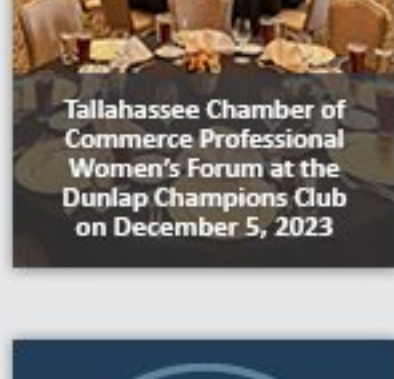 Tallahassee Chamber of
Commerce Professional
Women's Forum at the
Dunlap Champions Club
on December 5, 2023